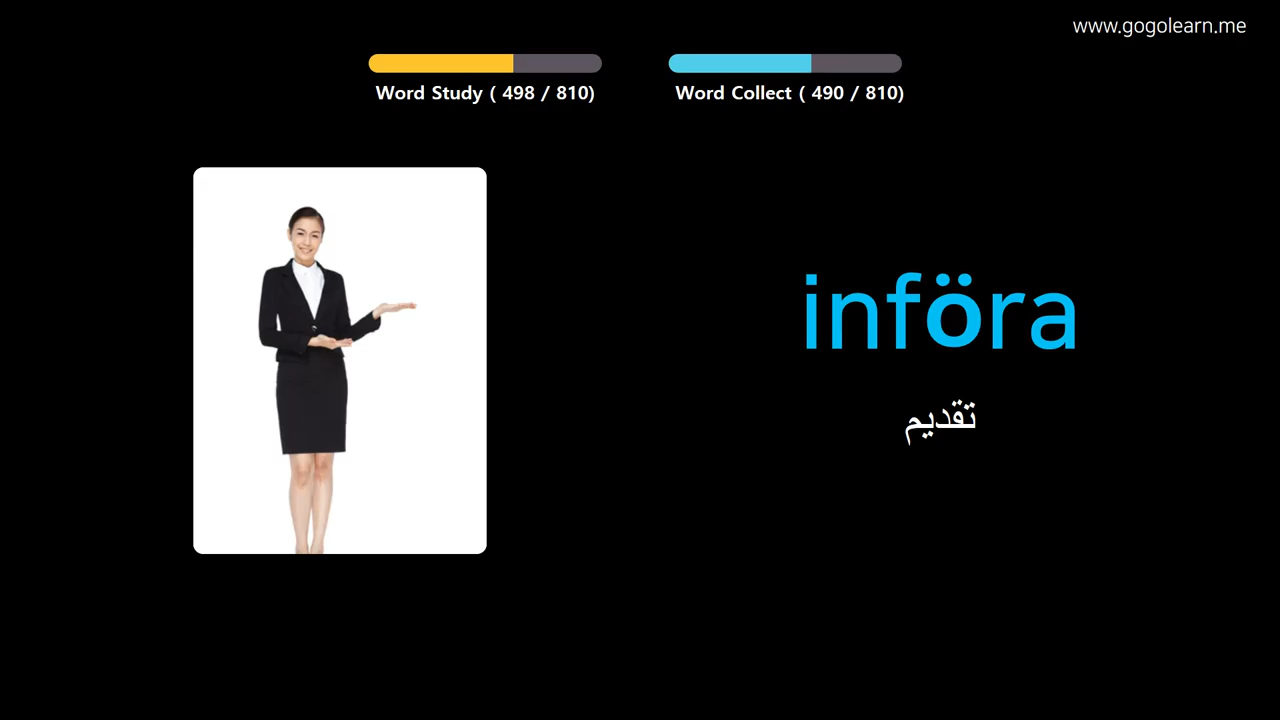 www.gogolearn.me
Word Study ( 498 / 810)
Word Collect ( 490 / 810)
införa
تقديم